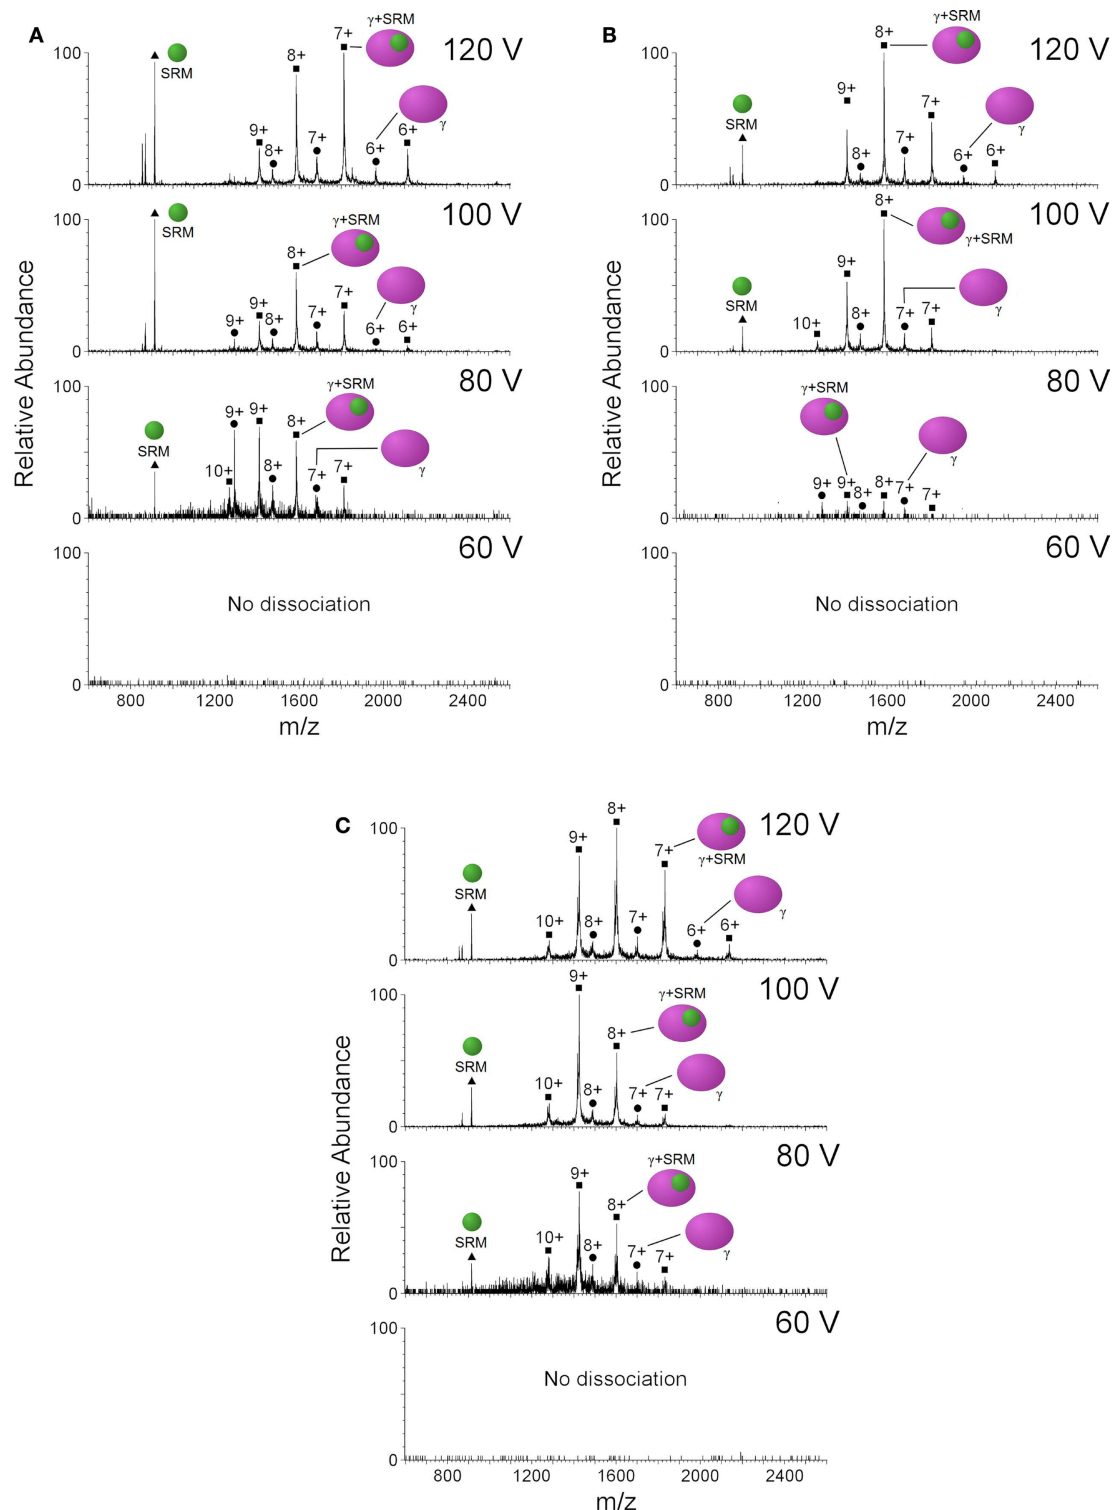 A
γ+SRM
7+
120 V
8+
SRM
100
9+
8+
7+
6+
6+
γ
0
100 V
SRM
γ+SRM
8+
100
9+
9+
8+
7+
7+
6+
6+
γ
0
80 V
γ+SRM
100
SRM
10+
9+
9+
8+
8+
7+
7+
γ
0
60 V
100
No dissociation
0
Relative Abundance
800 1200 1600 2000 2400
m/z
B
γ+SRM
8+
120 V
100
SRM
9+
8+
7+
7+
6+
6+
γ
0
100 V
8+
γ+SRM
100
SRM
10+
9+
8+
7+
7+
γ
0
80 V
γ+SRM
100
9+
9+
8+
8+
7+
7+
γ
0
60 V
100
No dissociation
0
Relative Abundance
1200 1600 2000 2400
m/z
C
8+
120 V
100
SRM
10+
9+
8+
7+
7+
γ+SRM
6+
6+
γ
0
100 V
9+
γ+SRM
100
SRM
10+
8+
8+
7+
7+
γ
0
80 V
9+
γ+SRM
100
SRM
10+
8+
8+
7+
7+
γ
0
60 V
100
No dissociation
0
Relative Abundance
800 1200 1600 2000 2400
m/z